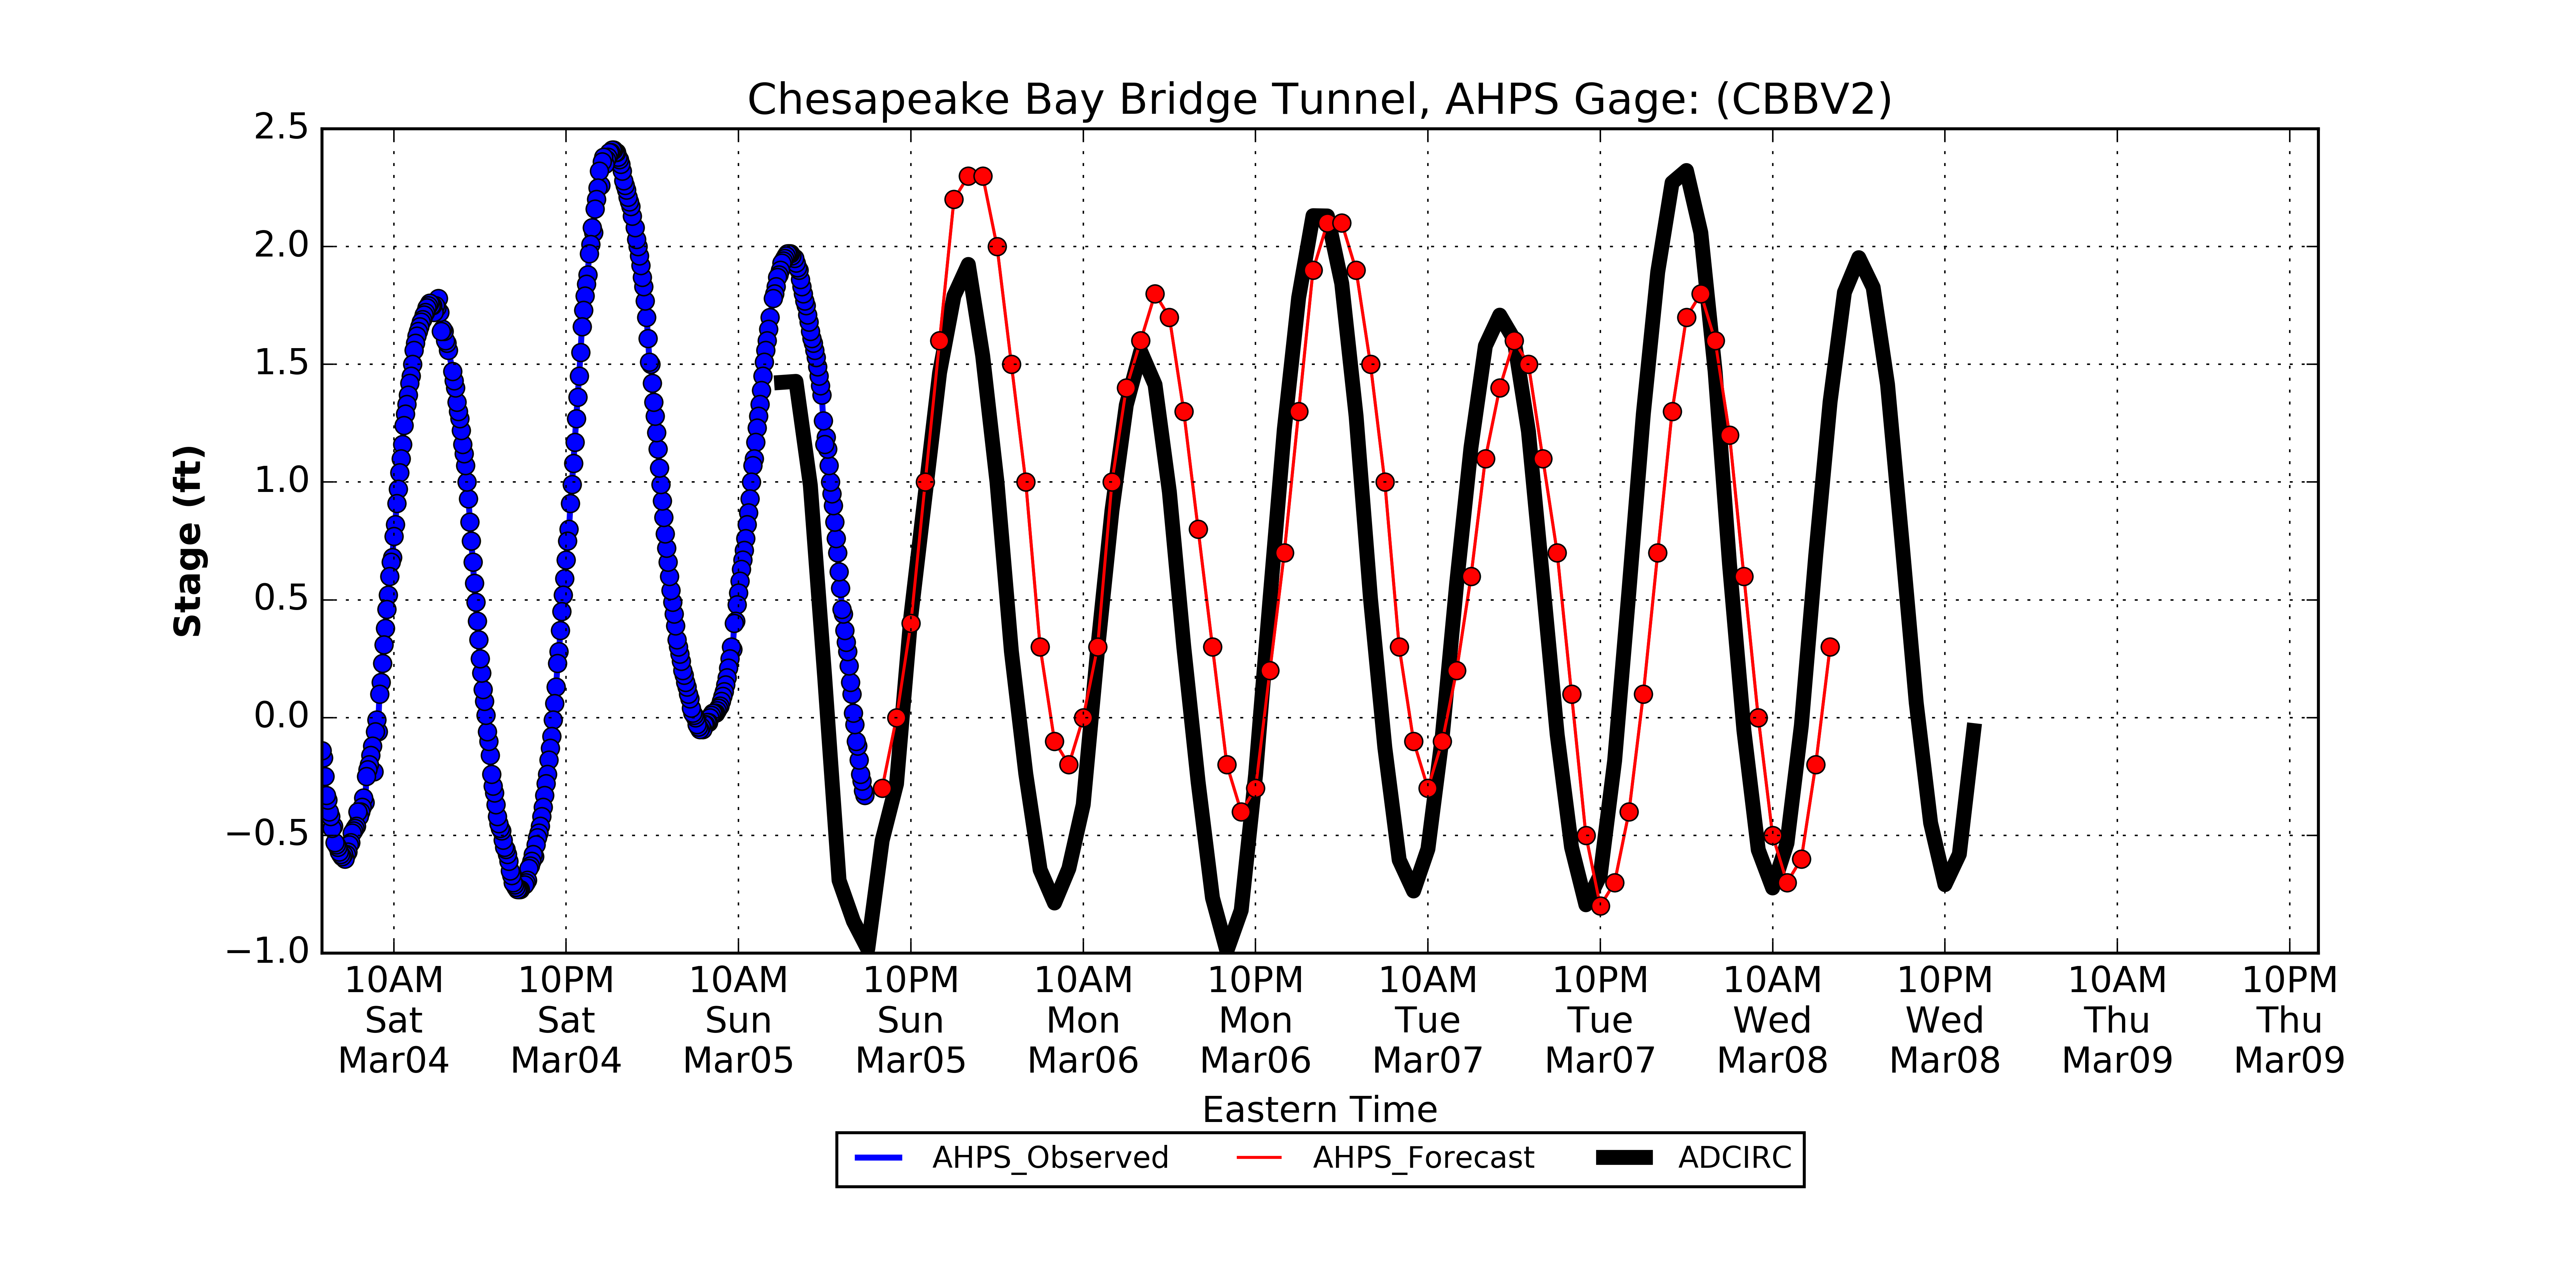 Chesapeake Bay Bridge Tunnel, AHPS Gage: (CBBV2)
2.5
2.0
1.5
1.0
0.5
0.0
−0.5
−1.0
Stage (ft)
10AM 10PM 10AM 10PM 10AM 10PM 10AM 10PM 10AM 10PM 10AM 10PM
Sat Sat Sun Sun Mon Mon Tue Tue Wed Wed Thu Thu
Mar04 Mar04 Mar05 Mar05 Mar06 Mar06 Mar07 Mar07 Mar08 Mar08 Mar09 Mar09
Eastern Time
AHPS_Observed AHPS_Forecast ADCIRC